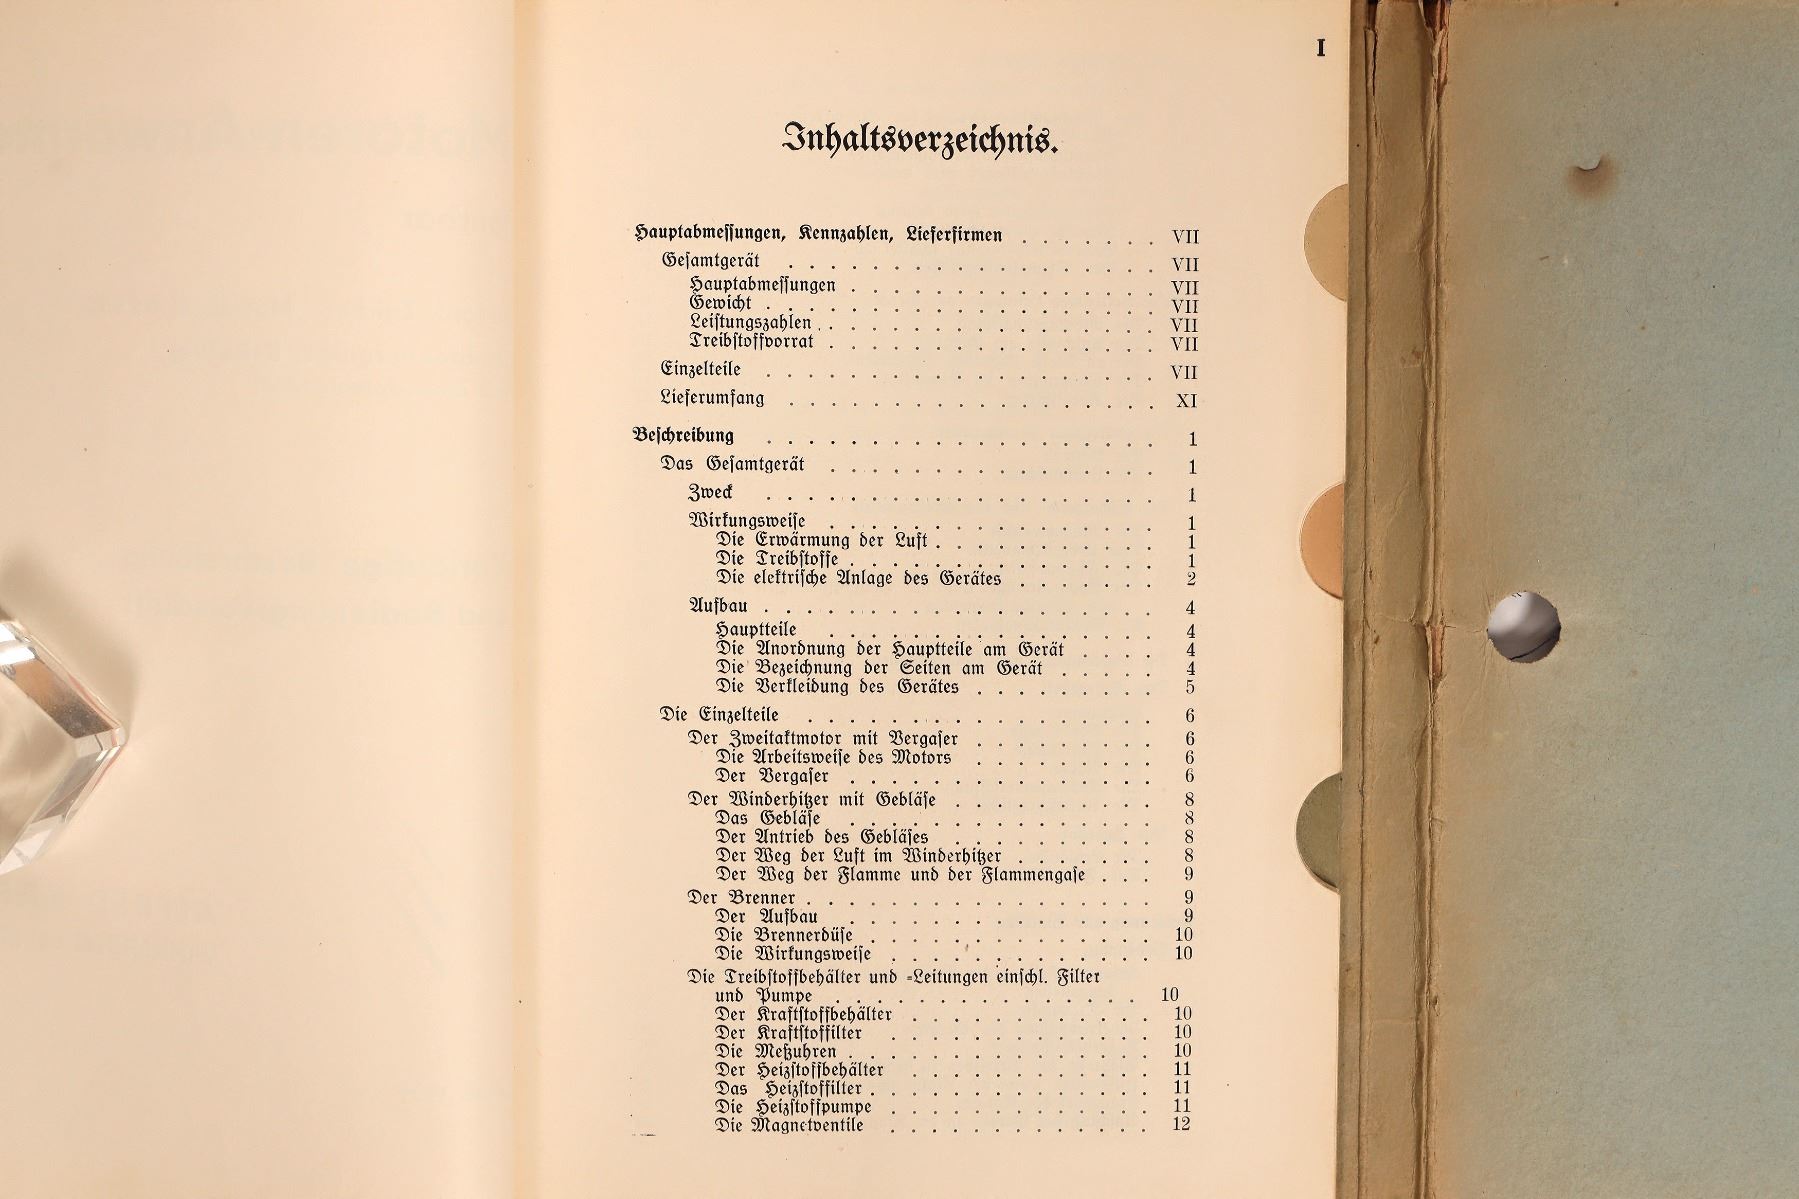 I
Inhaltsverzeichnis.
Hauptabmessungen, Kennzahlen, Lieferfirmen . . . . . . . VII
Gesamtgerät . . . . . . . . . . . . . . . . . . VII
Hauptabmessungen . . . . . . . . . . . . . . . VII
Gewicht . . . . . . . . . . . . . . . . . . . VII
Leistungszahlen . . . . . . . . . . . . . . . . VII
Treibstoffvorrat . . . . . . . . . . . . . . . . VII
Einzelteile . . . . . . . . . . . . . . . . . . . VII
Lieferumfang . . . . . . . . . . . . . . . . . . XI
Beschreibung . . . . . . . . . . . . . . . . . . . 1
Das Gesamtgerät . . . . . . . . . . . . . . . . 1
Zweck . . . . . . . . . . . . . . . . . . . 1
Wirkungsweise . . . . . . . . . . . . . . . . 1
Die Erwärmung der Luft . . . . . . . . . . . 1
Die Treibstoffe . . . . . . . . . . . . . . . 1
Die elektrische Anlage des Gerätes . . . . . . . 2
Aufbau . . . . . . . . . . . . . . . . . . . 4
Hauptteile . . . . . . . . . . . . . . . . 4
Die Anordnung der Hauptteile am Gerät . . . . 4
Die Bezeichnung der Seiten am Gerät . . . . . 4
Die Verkleidung des Gerätes . . . . . . . . . 5
Die Einzelteile . . . . . . . . . . . . . . . . . 6
Der Zweitaktmotor mit Vergaser . . . . . . . . . 6
Die Arbeitsweise des Motors . . . . . . . . . 6
Der Vergaser . . . . . . . . . . . . . . . 6
Der Winderhitzer mit Gebläse . . . . . . . . . . 8
Das Gebläse . . . . . . . . . . . . . . . 8
Der Antrieb des Gebläses . . . . . . . . . . . 8
Der Weg der Luft im Winderhitzer . . . . . . . 8
Der Weg der Flamme und der Flammengase . . . 9
Der Brenner . . . . . . . . . . . . . . . . . 9
Der Aufbau . . . . . . . . . . . . . . . 9
Die Brennerdüse . . . . . . . . . . . . . . 10
Die Wirkungsweise . . . . . . . . . . . . . 10
Die Treibstoffbehälter und =Leitungen einschl. Filter
und Pumpe . . . . . . . . . . . . . . . 10
Der Kraftstoffbehälter . . . . . . . . . . . . 10
Der Kraftstoffilter . . . . . . . . . . . . . 10
Die Meßuhren . . . . . . . . . . . . . . . 10
Der Heizstoffbehälter . . . . . . . . . . . . 11
Das Heizstoffilter . . . . . . . . . . . . . . 11
Die Heizstoffpumpe . . . . . . . . . . . . . 11
Die Magnetventile . . . . . . . . . . . . . 12